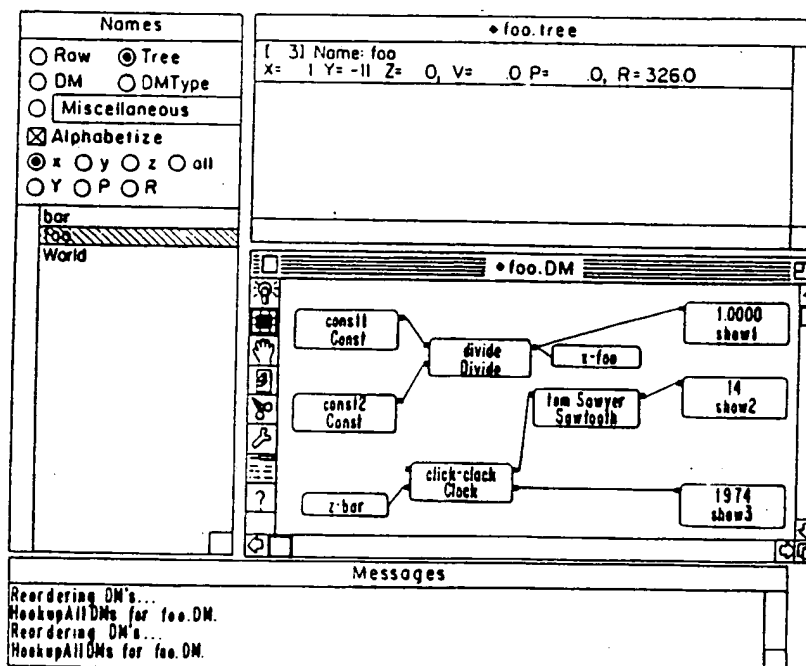 Names
Raw Tree
DM DMType
Miscellaneous
Alphabetize
x y z all
Y P R
bar
foo
World
foo.tree
[ 3] Name: foo
X= 1 Y= -11 Z= 0, V= .0 P= .0, R= 326.0
foo.DM
const1
Const
divide
Divide
x-foo
1.0000
show1
const2
Const
tom Sawyer
Sawtooth
14
show2
click-clack
Clock
z-bar
1974
show3
?
Messages
Reordering DM's...
HookupAllDMs for foo.DM.
Reordering DM's...
HookupAllDMs for foo.DM.